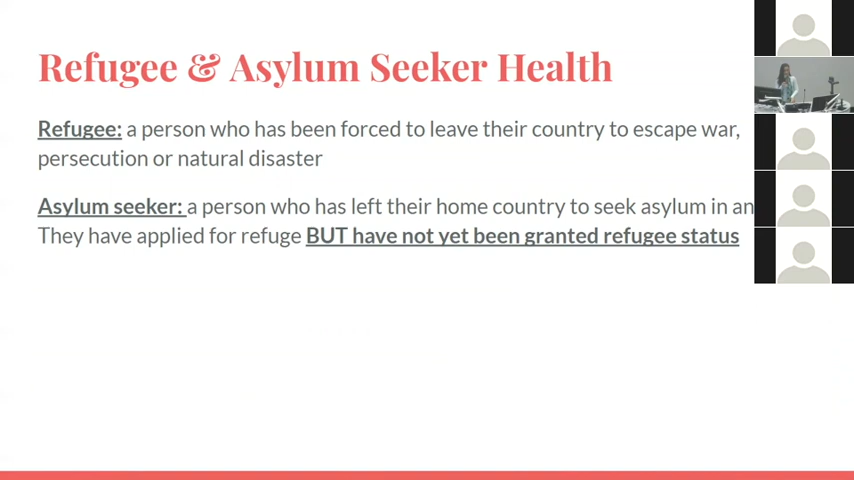 Refugee & Asylum Seeker Health
Refugee: a person who has been forced to leave their country to escape war,
persecution or natural disaster
Asylum seeker: a person who has left their home country to seek asylum in an
They have applied for refuge BUT have not yet been granted refugee status